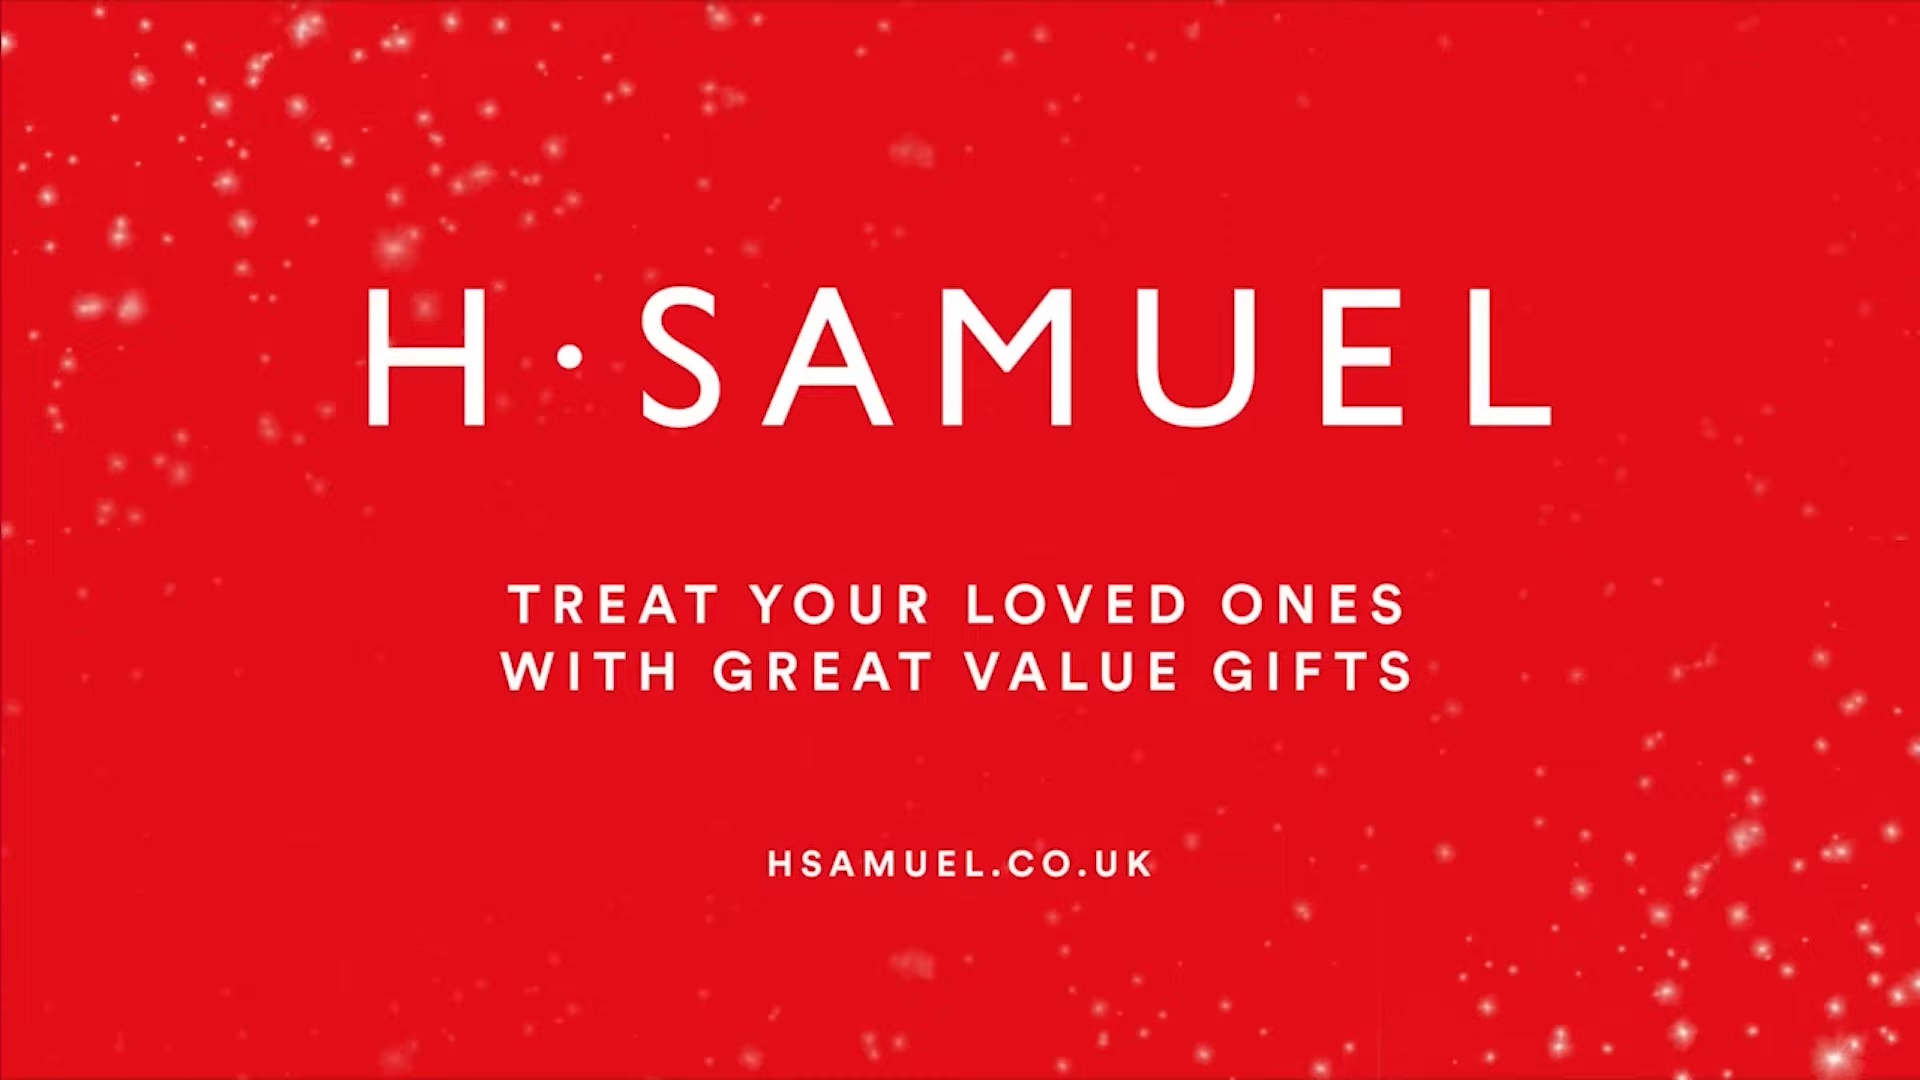 H·SAMUEL
TREAT YOUR LOVED ONES
WITH GREAT VALUE GIFTS
HSAMUEL.CO.UK